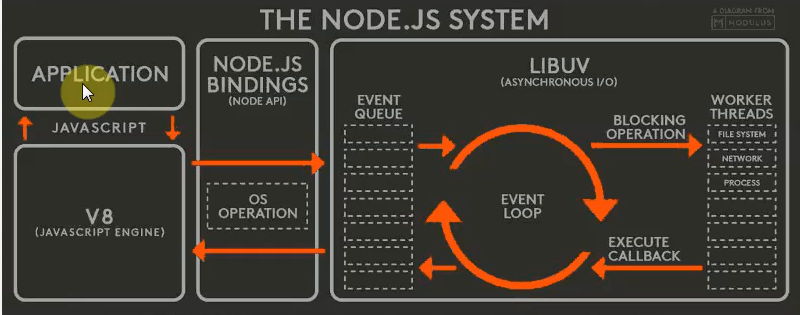 THE NODE.JS SYSTEM
A DIAGRAM FROM
MODULUS
APPLICATION
JAVASCRIPT
V8
(JAVASCRIPT ENGINE)
NODE.JS
BINDINGS
(NODE API)
OS
OPERATION
LIBUV
(ASYNCHRONOUS I/O)
EVENT
QUEUE
EVENT
LOOP
BLOCKING
OPERATION
EXECUTE
CALLBACK
WORKER
THREADS
FILE SYSTEM
NETWORK
PROCESS